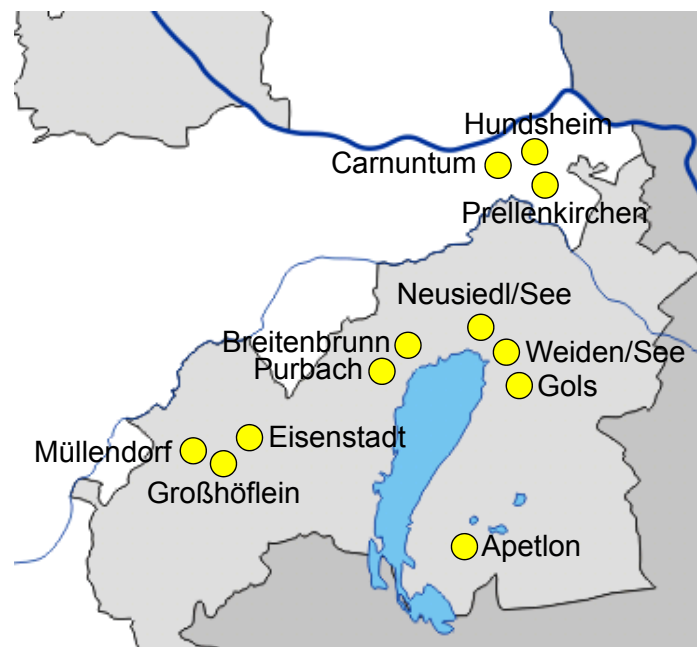 Hundsheim
Carnuntum
Prellenkirchen
Neusiedl/See
Breitenbrunn
Weiden/See
Purbach
Gols
Eisenstadt
Müllendorf
Großhöflein
Apetlon